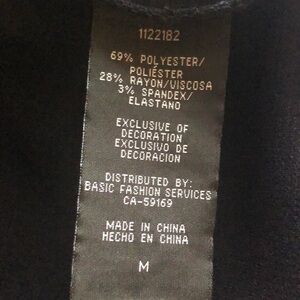 1122182
69% POLYESTER/
POLIÉSTER
28% RAYON/VISCOSA
3% SPANDEX/
ELASTANO
EXCLUSIVE OF
DECORATION
EXCLUSIVO DE
DECORACION
DISTRIBUTED BY:
BASIC FASHION SERVICES
CA-59169
MADE IN CHINA
HECHO EN CHINA
M